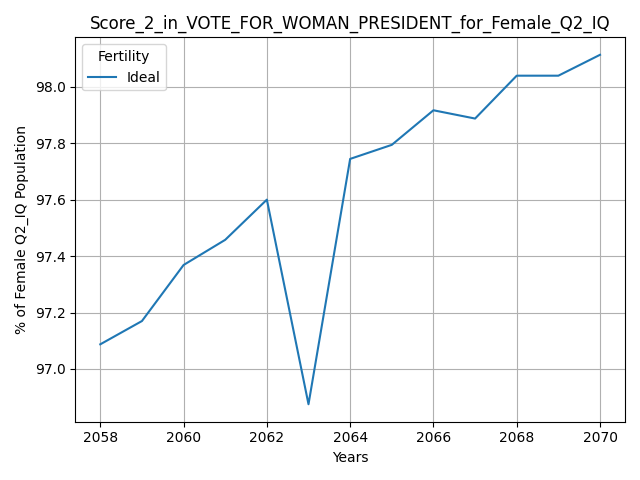 Score_2_in_VOTE_FOR_WOMAN_PRESIDENT_for_Female_Q2_IQ
Fertility
Ideal
98.0
97.8
97.6
97.4
97.2
97.0
% of Female Q2_IQ Population
2058 2060 2062 2064 2066 2068 2070
Years